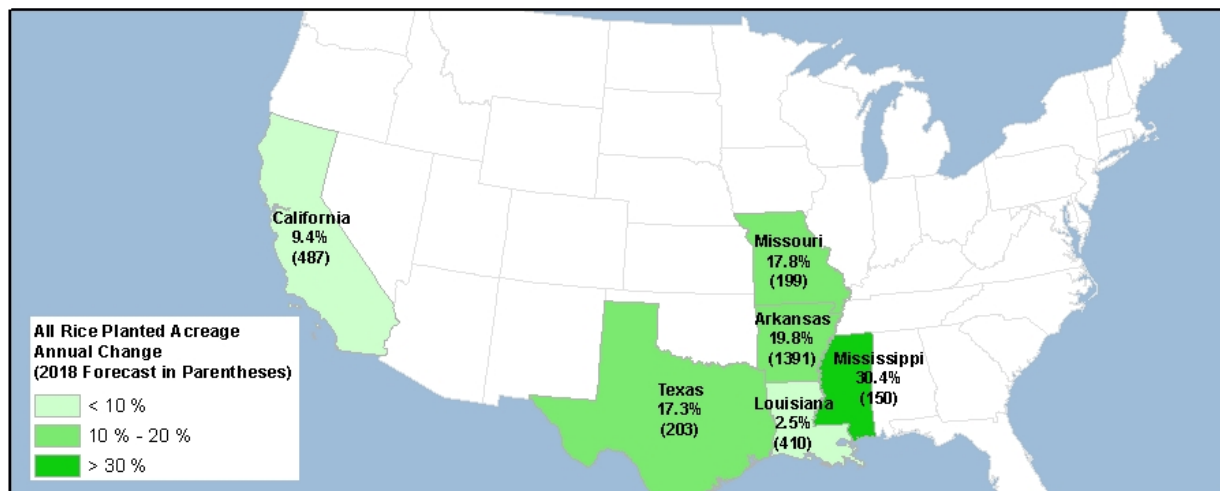 California
9.4%
(487)
Missouri
17.8%
(199)
Arkansas
19.8%
(1391)
Mississippi
30.4%
(150)
Texas
17.3%
(203)
Louisiana
2.5%
(410)
All Rice Planted Acreage
Annual Change
(2018 Forecast in Parentheses)
< 10 %
10 % - 20 %
> 30 %